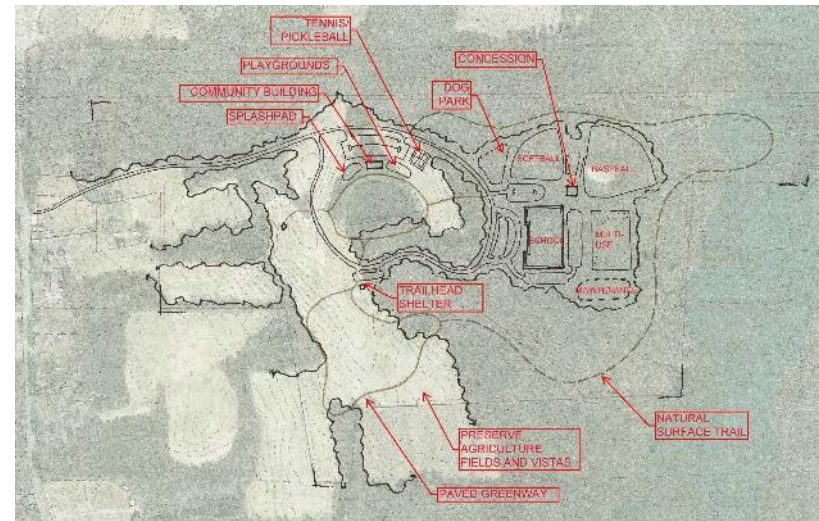 TENNIS/
PICKLEBALL
CONCESSION
PLAYGROUNDS
DOG
PARK
COMMUNITY BUILDING
SPLASHPAD
SOFTBALL
BASEBALL
SCHOOL
MULTI-
USE
MAINTENANCE
TRAILHEAD
SHELTER
NATURAL
SURFACE TRAIL
PRESERVE
AGRICULTURE
FIELDS AND VISTAS
PAVED GREENWAY